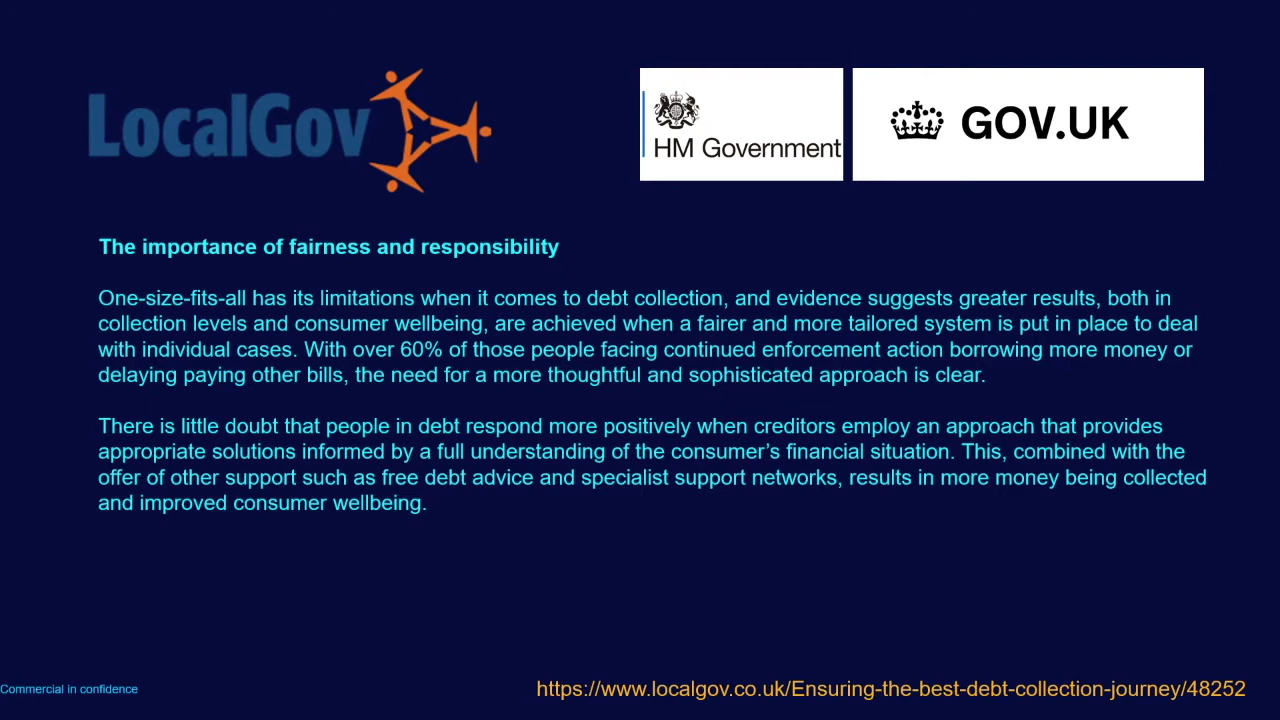 LocalGov
HM Government
GOV.UK
The importance of fairness and responsibility
One-size-fits-all has its limitations when it comes to debt collection, and evidence suggests greater results, both in
collection levels and consumer wellbeing, are achieved when a fairer and more tailored system is put in place to deal
with individual cases. With over 60% of those people facing continued enforcement action borrowing more money or
delaying paying other bills, the need for a more thoughtful and sophisticated approach is clear.
There is little doubt that people in debt respond more positively when creditors employ an approach that provides
appropriate solutions informed by a full understanding of the consumer’s financial situation. This, combined with the
offer of other support such as free debt advice and specialist support networks, results in more money being collected
and improved consumer wellbeing.
Commercial in confidence
https://www.localgov.co.uk/Ensuring-the-best-debt-collection-journey/48252